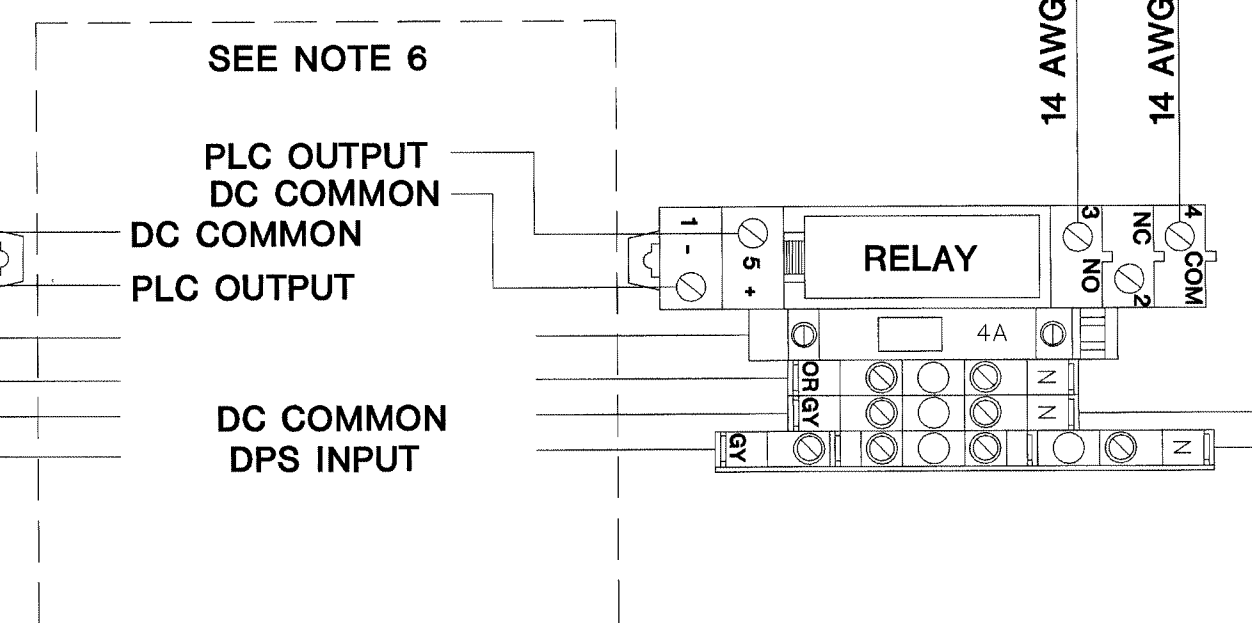 SEE NOTE 6
14 AWG
14 AWG
PLC OUTPUT
DC COMMON
DC COMMON
PLC OUTPUT
1 -
5 +
RELAY
3 NO
NC 2
4 COM
4A
OR N
GY N
DC COMMON
DPS INPUT
GY N